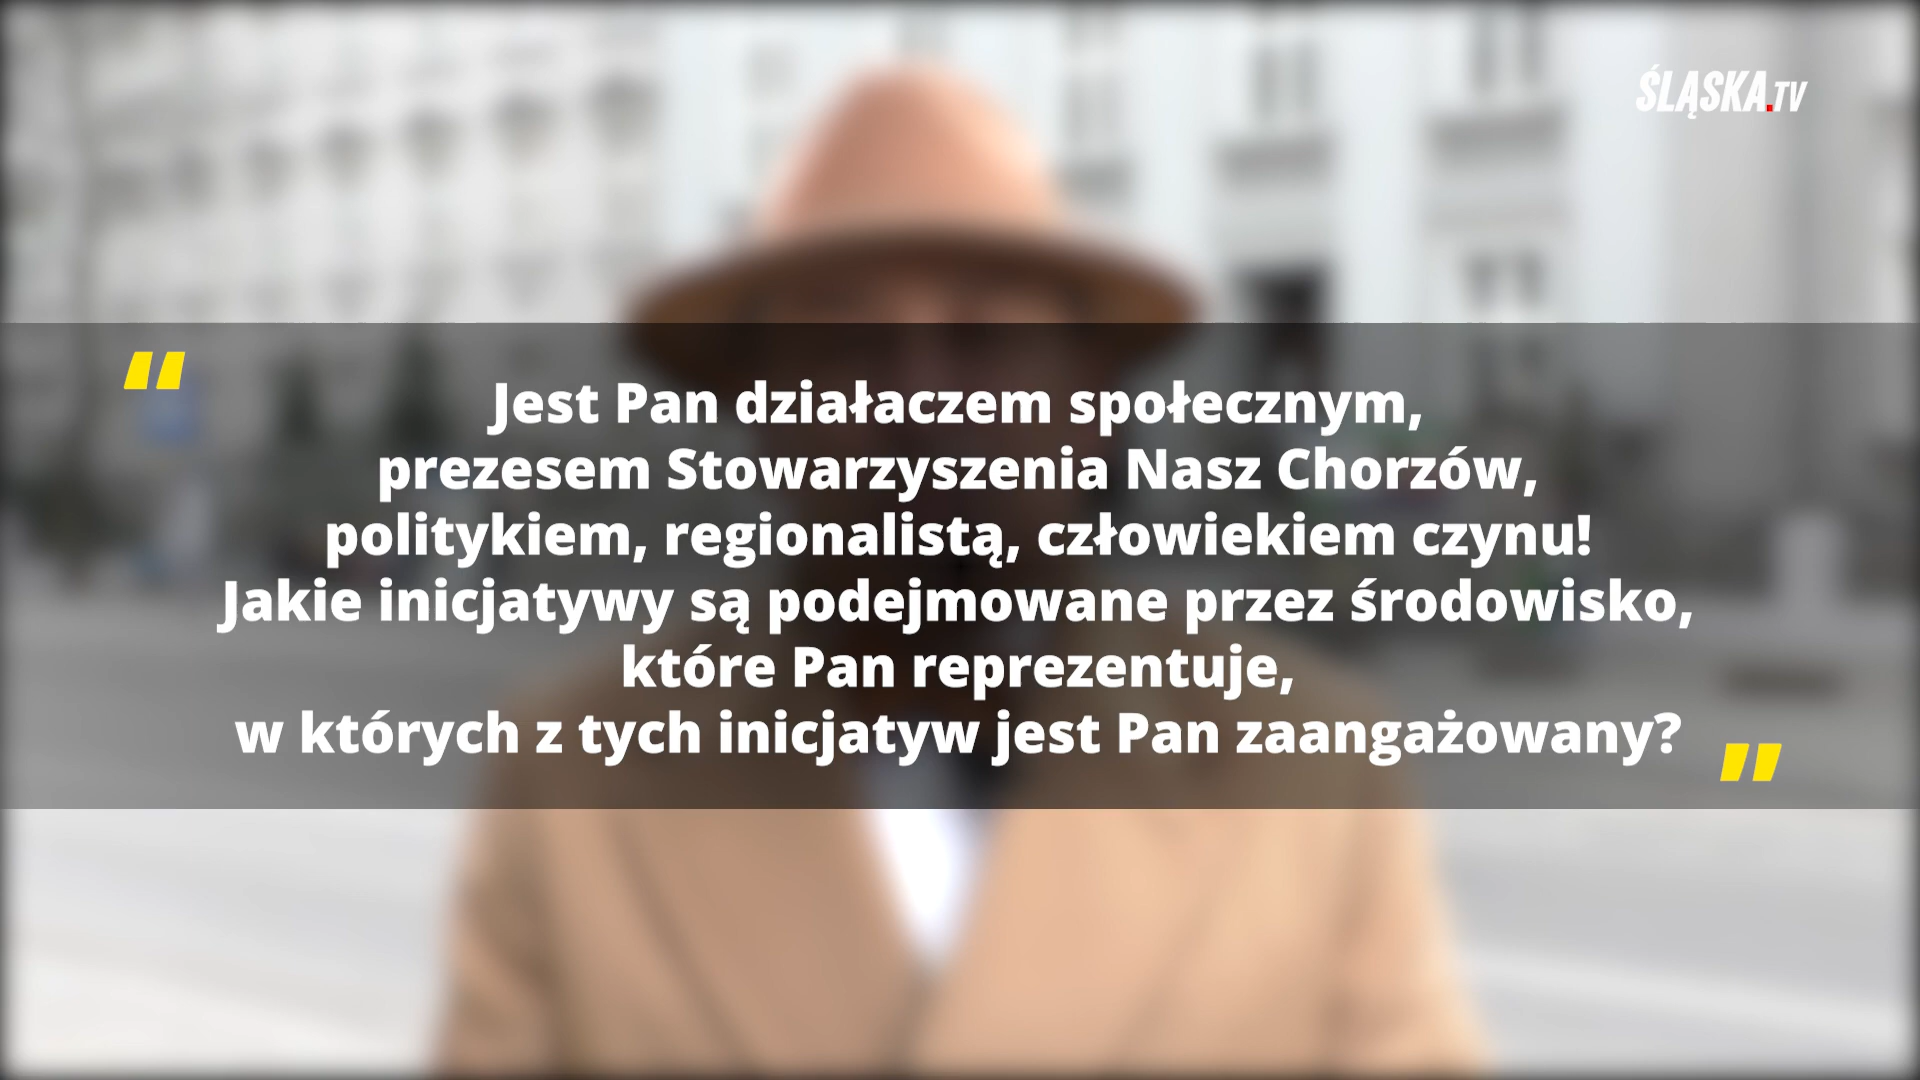 ŚLĄSKA.TV
“
Jest Pan działaczem społecznym,
prezesem Stowarzyszenia Nasz Chorzów,
politykiem, regionalistą, człowiekiem czynu!
Jakie inicjatywy są podejmowane przez środowisko,
które Pan reprezentuje,
w których z tych inicjatyw jest Pan zaangażowany?
"